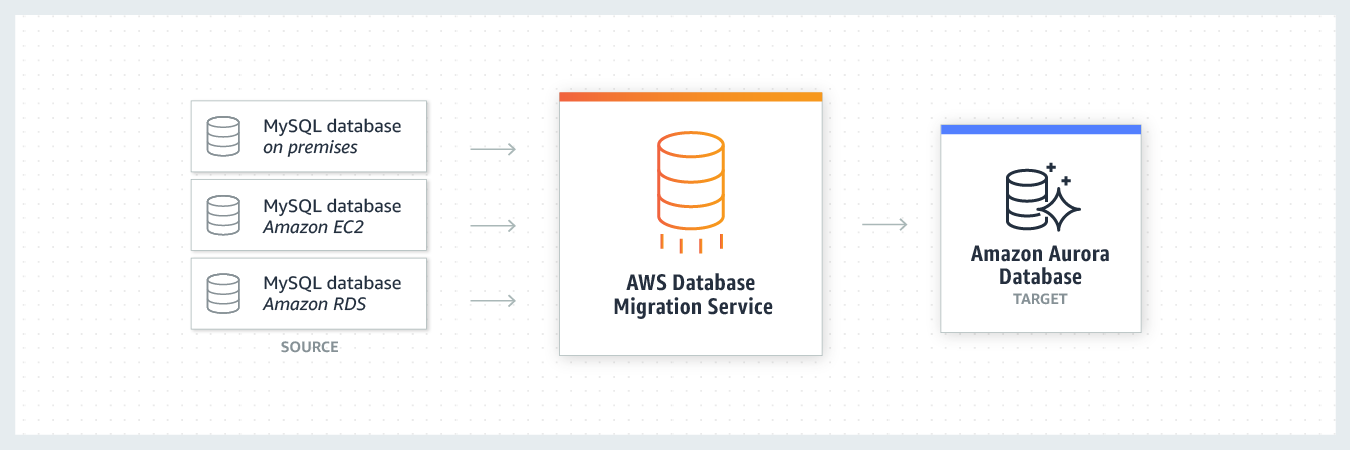 MySQL database
on premises
MySQL database
Amazon EC2
MySQL database
Amazon RDS
SOURCE
AWS Database
Migration Service
Amazon Aurora
Database
TARGET